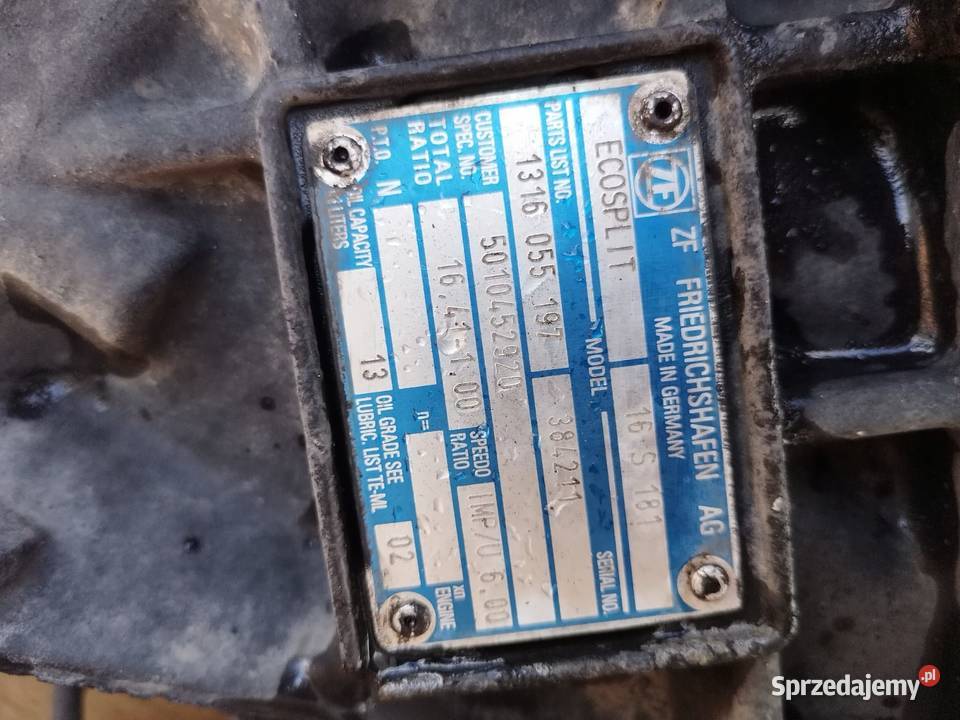 ZF ZF FRIEDRICHSHAFEN AG
MADE IN GERMANY
ECOSPLIT MODEL 16 S 181
PARTS LIST NO. SERIAL NO.
1316 055 197 384211
CUSTOMER
SPEC. NO. 5010452920
TOTAL
RATIO 16.41-1.00 SPEEDO
RATIO IMP/U 6.00
P.T.O. N n= xn
ENGINE
OIL CAPACITY
LITERS 13 OIL GRADE SEE
LUBRIC. LIST TE-ML 02
Sprzedajemy.pl